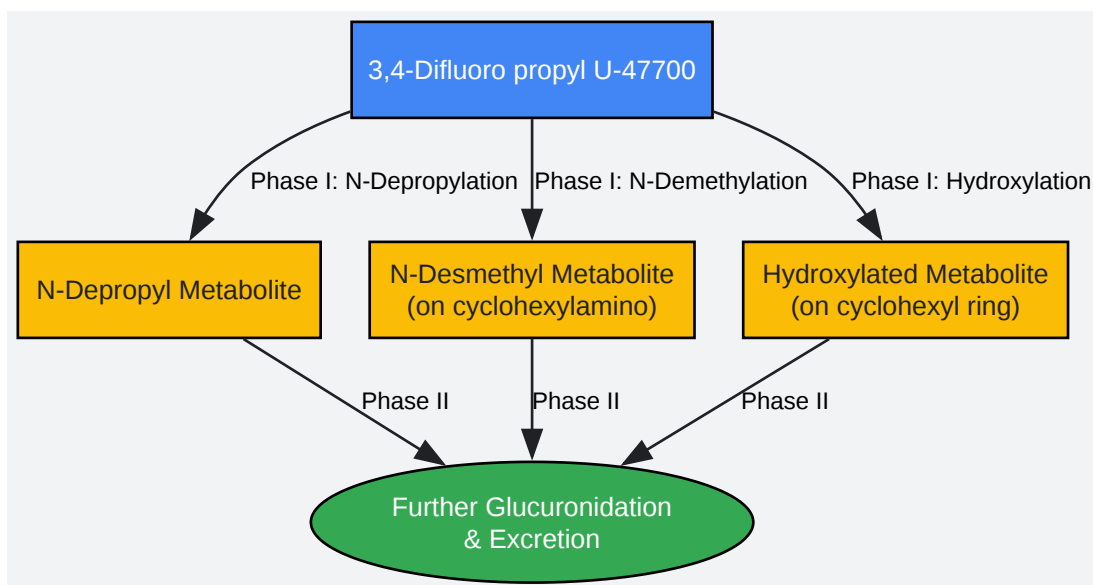 3,4-Difluoro propyl U-47700
Phase I: N-Depropylation
Phase I: N-Demethylation
Phase I: Hydroxylation
N-Depropyl Metabolite
N-Desmethyl Metabolite
(on cyclohexylamino)
Hydroxylated Metabolite
(on cyclohexyl ring)
Phase II
Phase II
Phase II
Further Glucuronidation
& Excretion